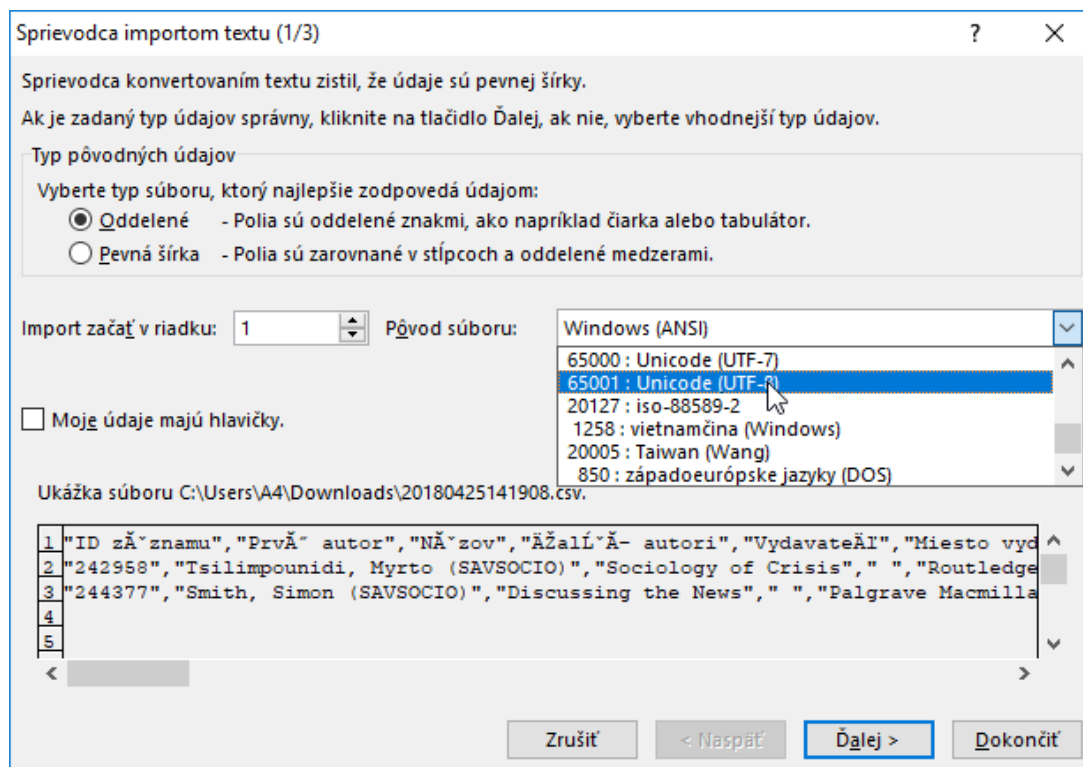 Sprievodca importom textu (1/3)
Sprievodca konvertovaním textu zistil, že údaje sú pevnej šírky.
Ak je zadaný typ údajov správny, kliknite na tlačidlo Ďalej, ak nie, vyberte vhodnejší typ údajov.
Typ pôvodných údajov
Vyberte typ súboru, ktorý najlepšie zodpovedá údajom:
Oddelené - Polia sú oddelené znakmi, ako napríklad čiarka alebo tabulátor.
Pevná šírka - Polia sú zarovnané v stĺpcoch a oddelené medzerami.
Import začať v riadku: 1 Pôvod súboru: Windows (ANSI)
65000 : Unicode (UTF-7)
65001 : Unicode (UTF-8)
20127 : iso-88589-2
1258 : vietnamčina (Windows)
20005 : Taiwan (Wang)
850 : západoeurópske jazyky (DOS)
Moje údaje majú hlavičky.
Ukážka súboru C:\Users\A4\Downloads\20180425141908.csv.
1 "ID zĂˇznamu","PrvĂ˝ autor","NĂˇzov","ÄŽalĹˇĂ­ autori","VydavateÄľ","Miesto vyd
2 "242958","Tsilimpounidi, Myrto (SAVSOCIO)","Sociology of Crisis"," ","Routledge
3 "244377","Smith, Simon (SAVSOCIO)","Discussing the News"," ","Palgrave Macmilla
4
5
Zrušiť < Naspäť Ďalej > Dokončiť